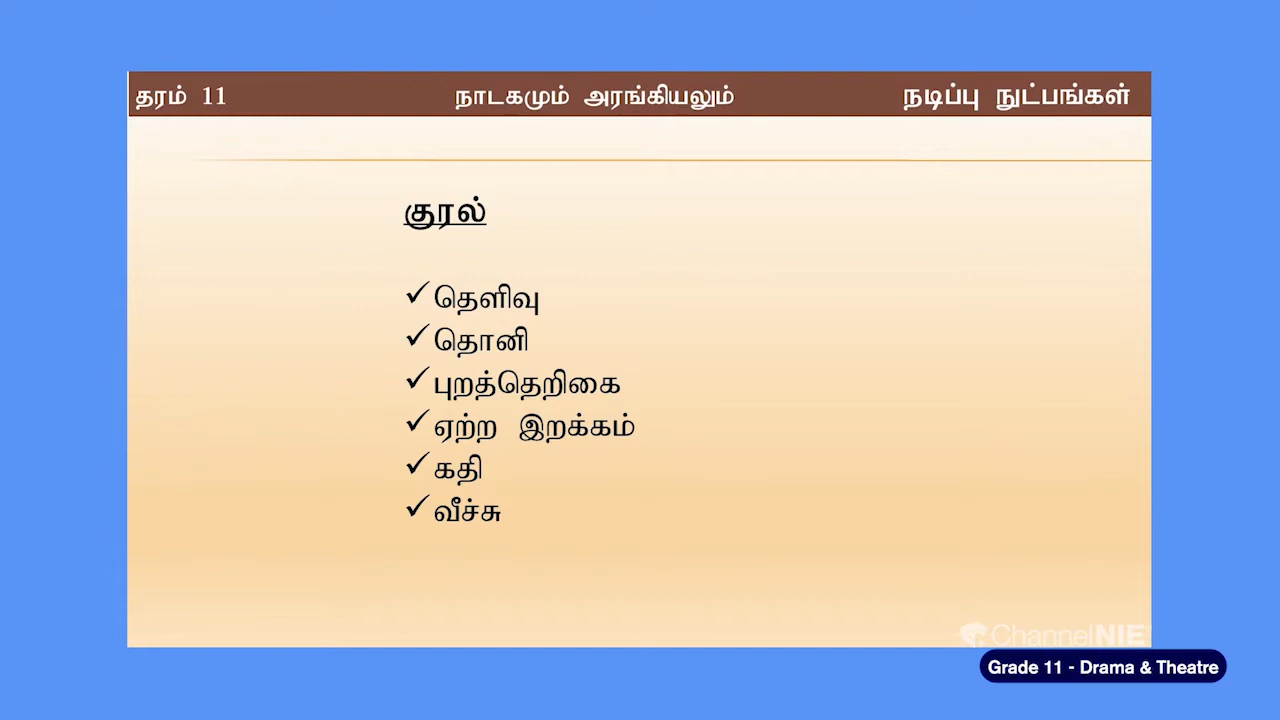 தரம் 11 நாடகமும் அரங்கியலும் நடிப்பு நுட்பங்கள்
குரல்
✓தெளிவு
✓தொனி
✓புறத்தெறிகை
✓ஏற்ற இறக்கம்
✓கதி
✓வீச்சு
ChannelNIE
Grade 11 - Drama & Theatre